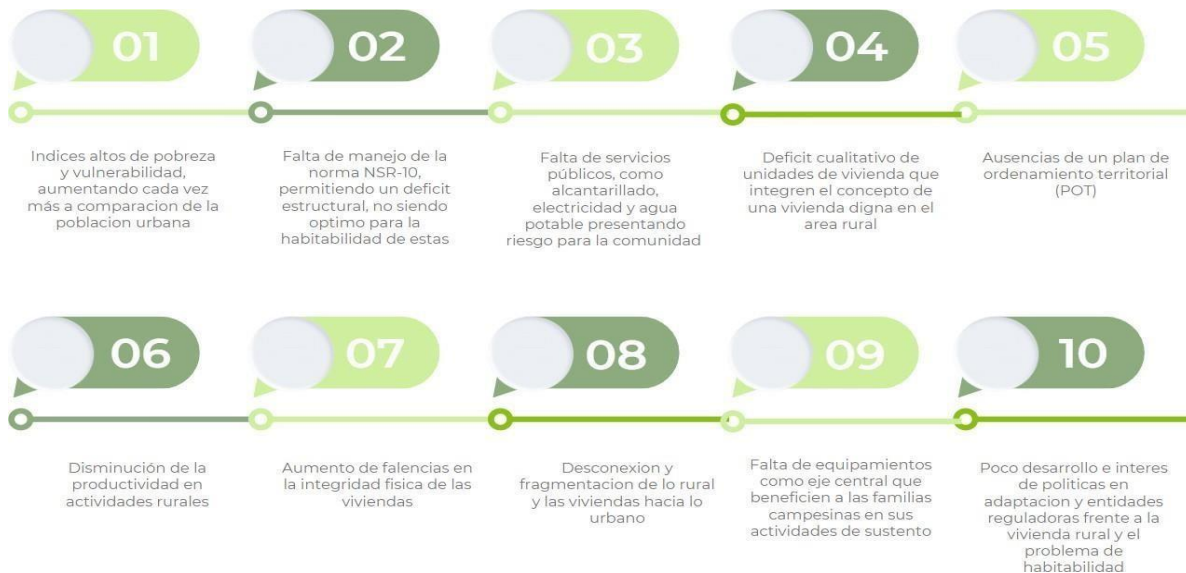 01
02
03
04
05
Indices altos de pobreza
y vulnerabilidad,
aumentando cada vez
más a comparacion de la
poblacion urbana
Falta de manejo de la
norma NSR-10,
permitiendo un deficit
estructural, no siendo
optimo para la
habitabilidad de estas
Falta de servicios
públicos, como
alcantarillado,
electricidad y agua
potable presentando
riesgo para la comunidad
Deficit cualitativo de
unidades de vivienda que
integren el concepto de
una vivienda digna en el
area rural
Ausencias de un plan de
ordenamiento territorial
(POT)
06
07
08
09
10
Disminución de la
productividad en
actividades rurales
Aumento de falencias en
la integridad fisica de las
viviendas
Desconexion y
fragmentacion de lo rural
y las viviendas hacia lo
urbano
Falta de equipamientos
como eje central que
beneficien a las familias
campesinas en sus
actividades de sustento
Poco desarrollo e interes
de politicas en
adaptacion y entidades
reguladoras frente a la
vivienda rural y el
problema de
habitabilidad